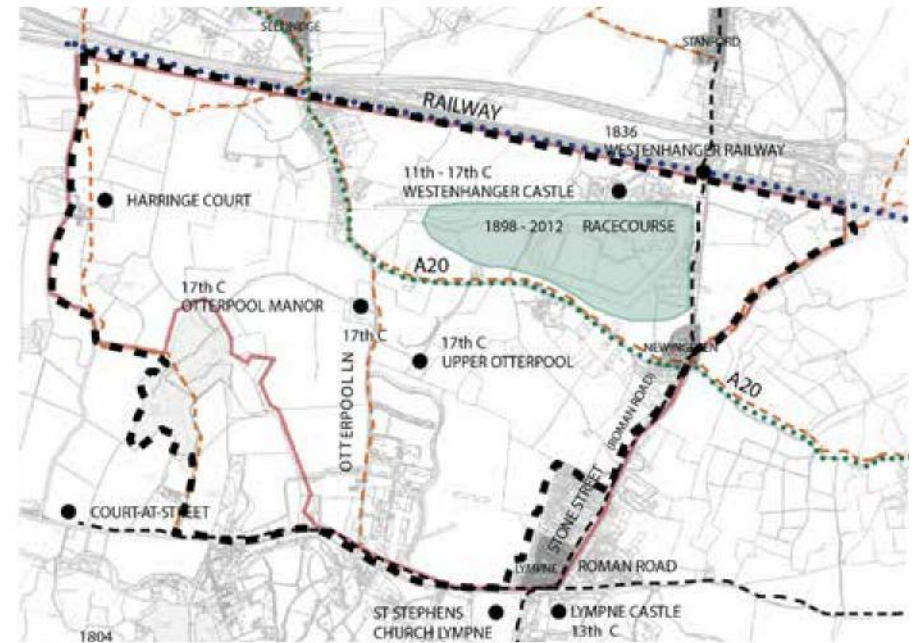 SELLINDGE
STANFORD
RAILWAY
1836
WESTENHANGER RAILWAY
11th - 17th C
WESTENHANGER CASTLE
HARRINGE COURT
1898 - 2012 RACECOURSE
A20
17th C
OTTERPOOL MANOR
17th C
17th C
UPPER OTTERPOOL
NEWINGREEN
A20
OTTERPOOL LN
(ROMAN ROAD)
STONE STREET
COURT-AT-STREET
LYMPNE
ROMAN ROAD
ST STEPHENS
CHURCH LYMPNE
LYMPNE CASTLE
13th C
1804